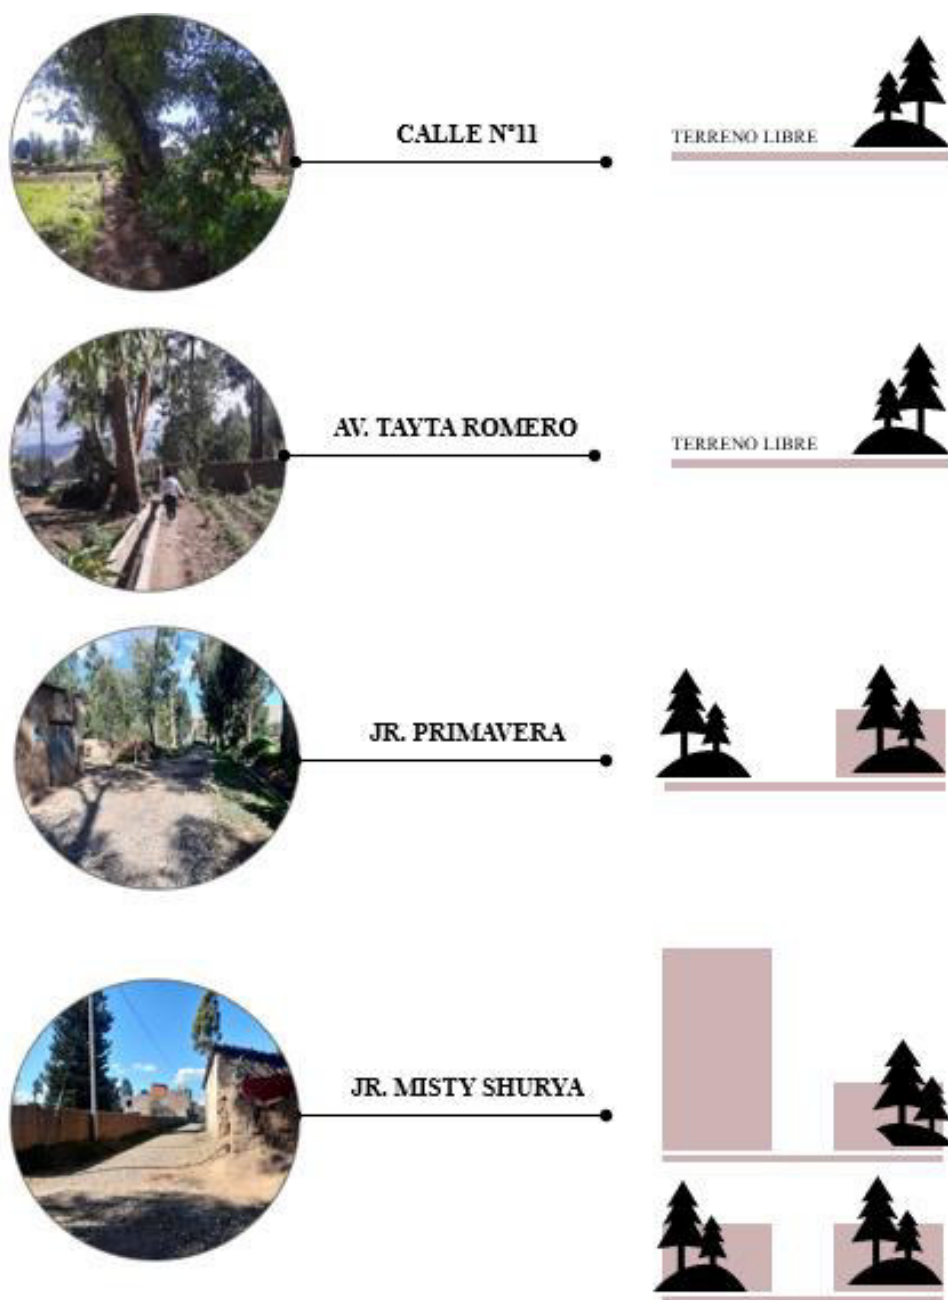 CALLE N°11
TERRENO LIBRE
AV. TAYTA ROMERO
TERRENO LIBRE
JR. PRIMAVERA
JR. MISTY SHURYA